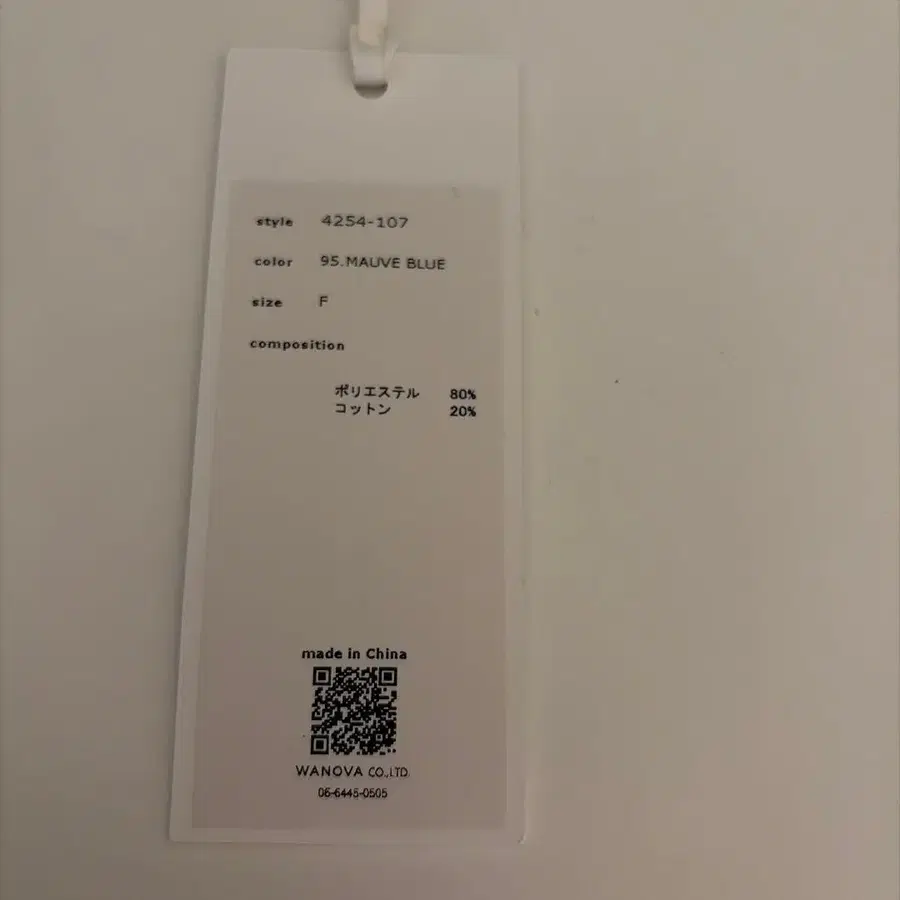 style 4254-107
color 95.MAUVE BLUE
size F
composition
ポリエステル 80%
コットン 20%
made in China
WANOVA CO.,LTD.
06-6445-0505